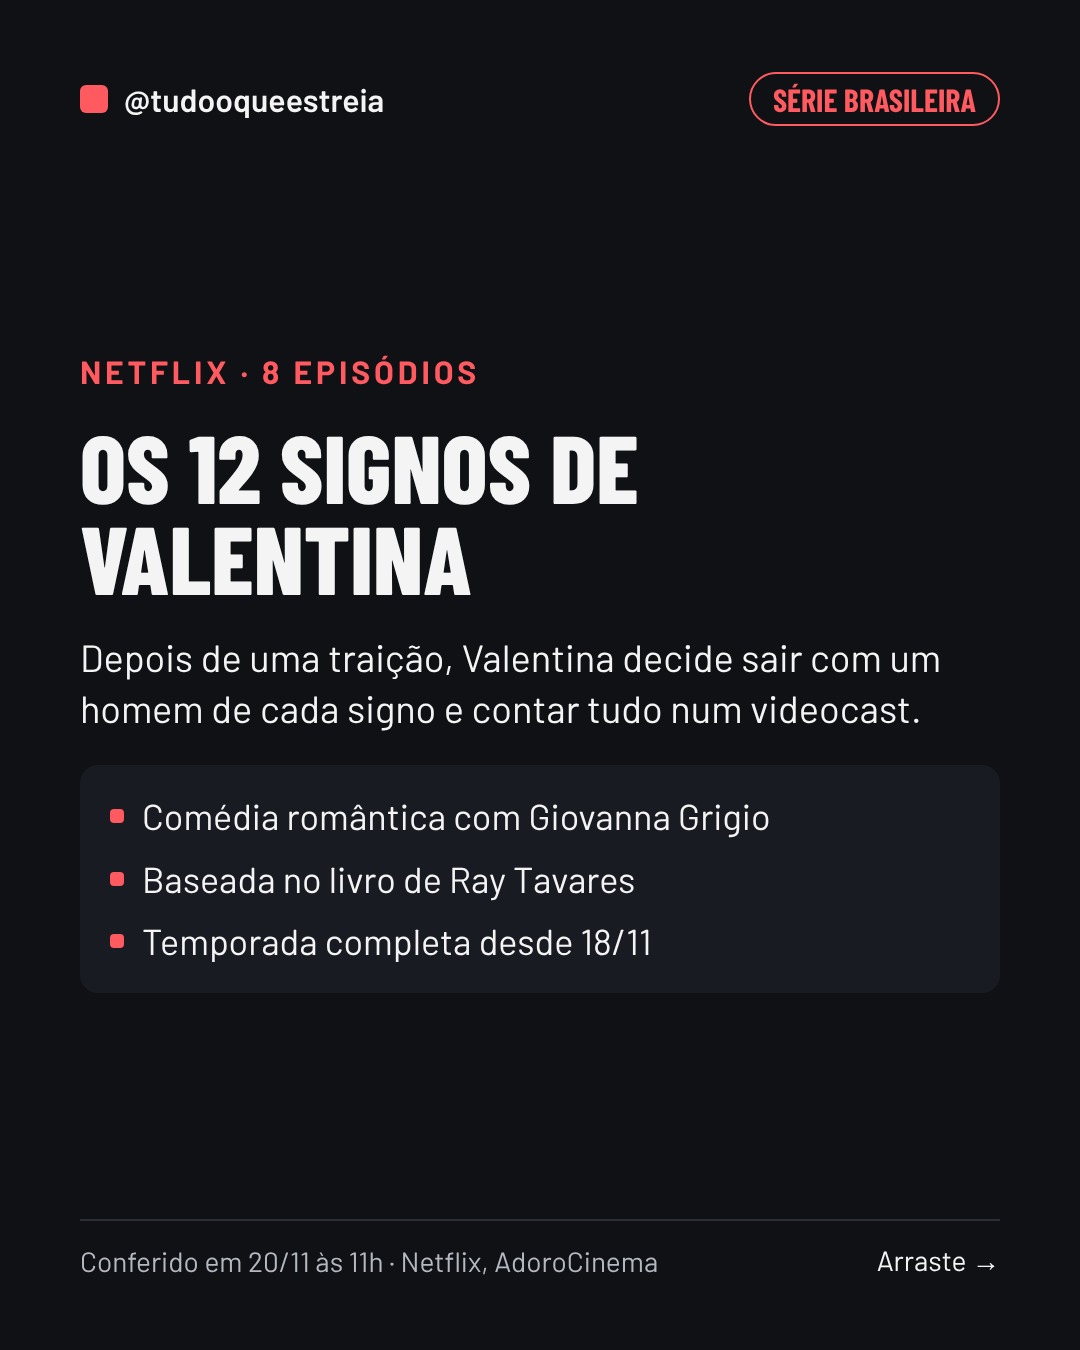 @tudooqueestreia
SÉRIE BRASILEIRA
NETFLIX · 8 EPISÓDIOS
OS 12 SIGNOS DE
VALENTINA
Depois de uma traição, Valentina decide sair com um
homem de cada signo e contar tudo num videocast.
Comédia romântica com Giovanna Grigio
Baseada no livro de Ray Tavares
Temporada completa desde 18/11
Conferido em 20/11 às 11h · Netflix, AdoroCinema
Arraste →